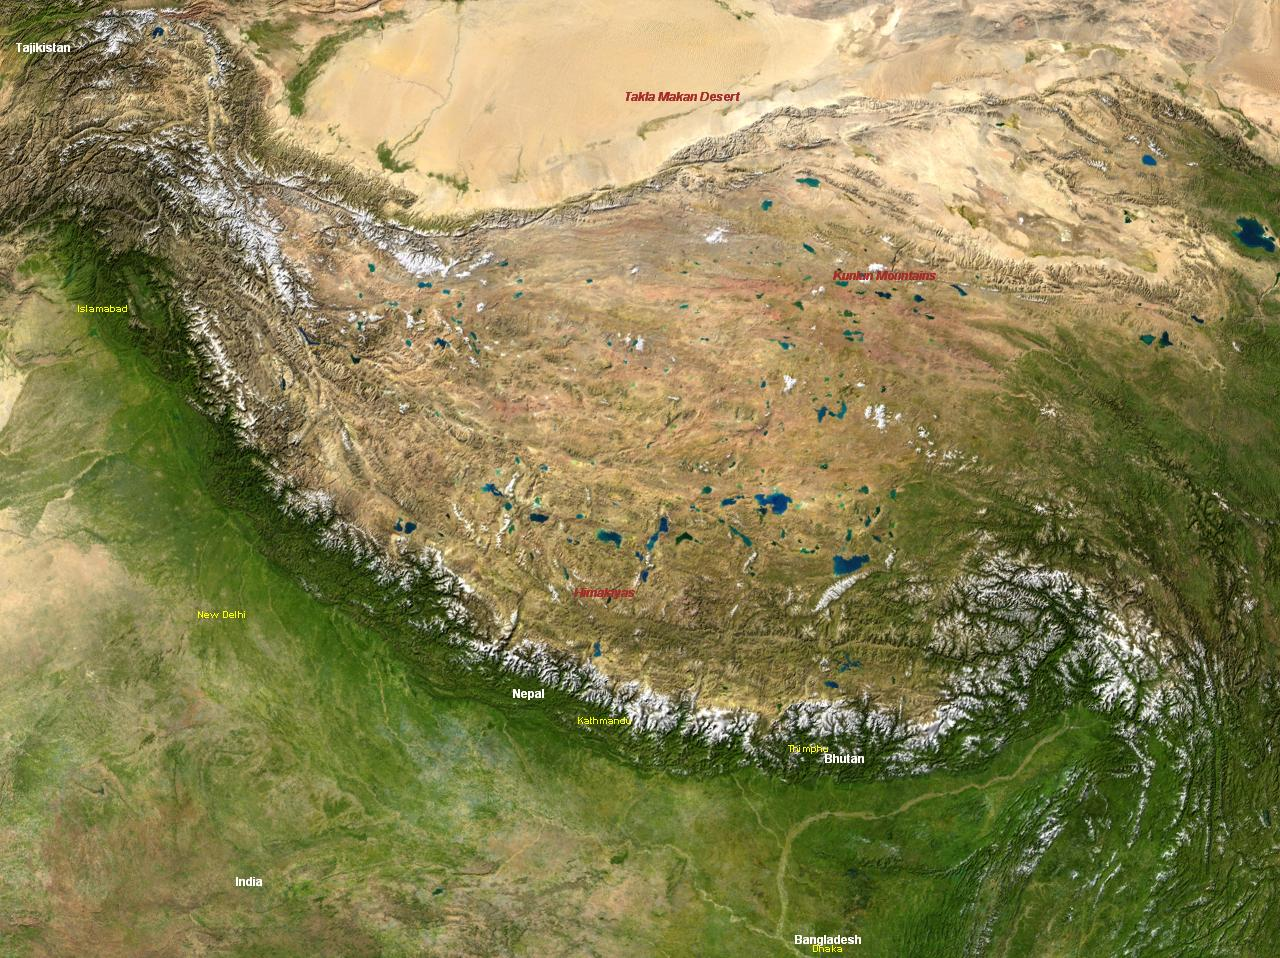 Tajikistan
Takla Makan Desert
Kunlun Mountains
Islamabad
Himalayas
New Delhi
Nepal
Kathmandu
Thimphu
Bhutan
India
Bangladesh
Dhaka